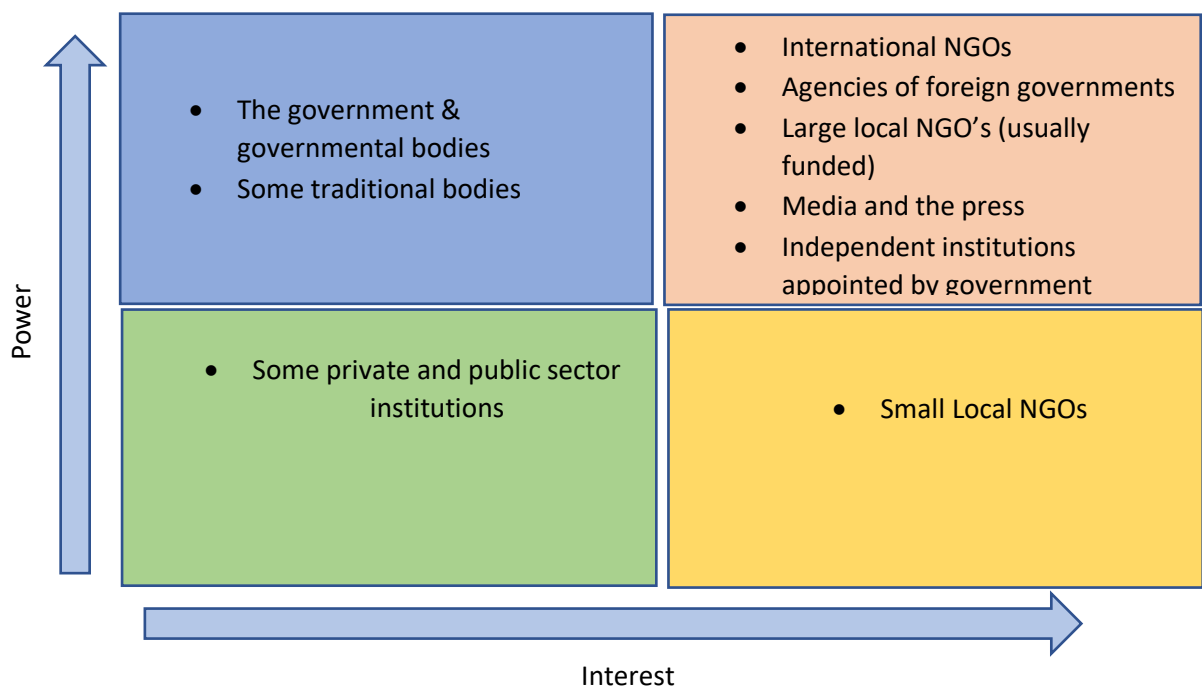 • The government &
governmental bodies
• Some traditional bodies
• International NGOs
• Agencies of foreign governments
• Large local NGO’s (usually
funded)
• Media and the press
• Independent institutions
appointed by government
Power
• Some private and public sector
institutions
• Small Local NGOs
Interest